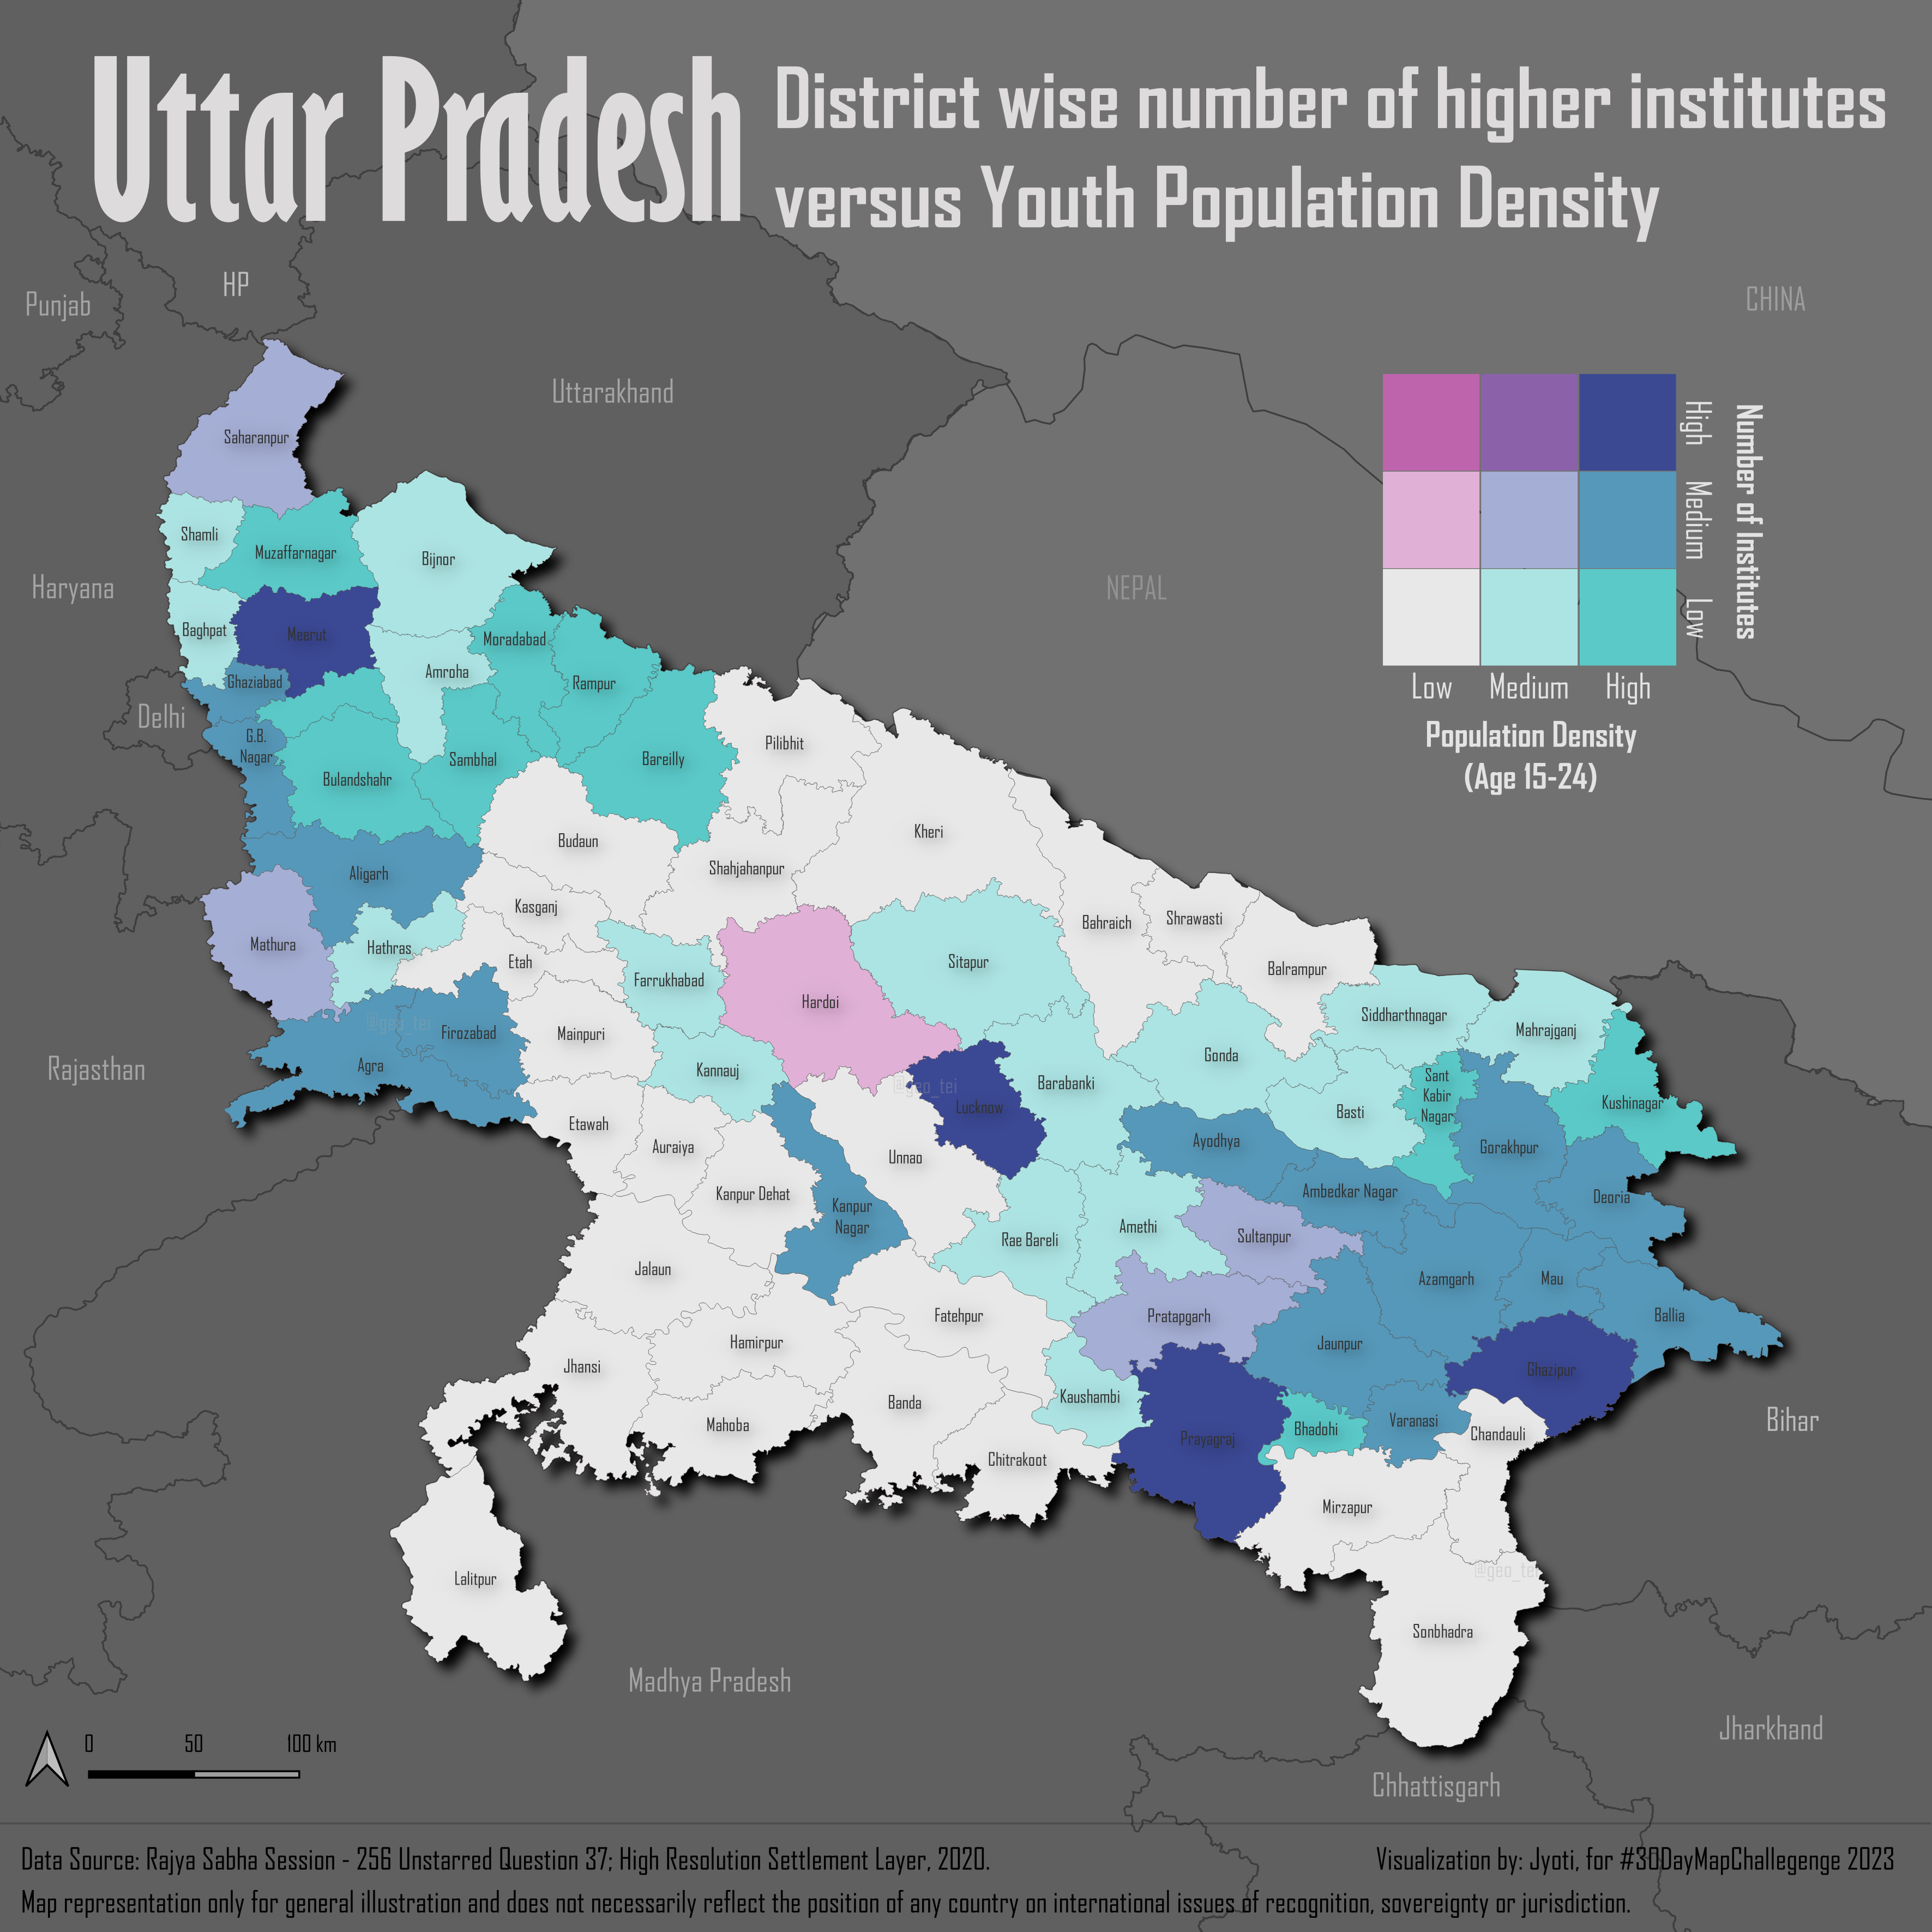 Uttar Pradesh
District wise number of higher institutes
versus Youth Population Density
HP
Punjab
CHINA
Uttarakhand
High
Medium
Low
Number of Institutes
Low Medium High
Population Density
(Age 15-24)
Haryana
NEPAL
Delhi
Rajasthan
Bihar
Madhya Pradesh
Jharkhand
Chhattisgarh
Saharanpur
Shamli
Muzaffarnagar
Bijnor
Baghpat
Meerut
Moradabad
Amroha
Rampur
Ghaziabad
G.B.
Nagar
Bulandshahr
Sambhal
Bareilly
Pilibhit
Budaun
Shahjahanpur
Kheri
Aligarh
Kasganj
Bahraich
Shrawasti
Mathura
Hathras
Etah
Farrukhabad
Hardoi
Sitapur
Balrampur
@geo_tei
Firozabad
Agra
Mainpuri
Kannauj
@geo_tei
Lucknow
Barabanki
Gonda
Siddharthnagar
Mahrajganj
Sant
Kabir
Nagar
Kushinagar
Basti
Etawah
Auraiya
Unnao
Ayodhya
Gorakhpur
Kanpur Dehat
Kanpur
Nagar
Ambedkar Nagar
Deoria
Rae Bareli
Amethi
Sultanpur
Jalaun
Azamgarh
Mau
Fatehpur
Pratapgarh
Ballia
Hamirpur
Jaunpur
Jhansi
Ghazipur
Banda
Kaushambi
Mahoba
Prayagraj
Bhadohi
Varanasi
Chandauli
Chitrakoot
Mirzapur
@geo_tei
Lalitpur
Sonbhadra
0 50 100 km
Data Source: Rajya Sabha Session - 256 Unstarred Question 37; High Resolution Settlement Layer, 2020.
Visualization by: Jyoti, for #30DayMapChallegenge 2023
Map representation only for general illustration and does not necessarily reflect the position of any country on international issues of recognition, sovereignty or jurisdiction.